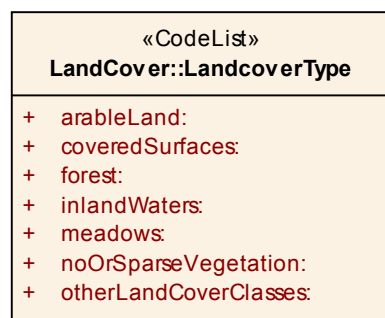 «CodeList»
LandCover::LandcoverType
+ arableLand:
+ coveredSurfaces:
+ forest:
+ inlandWaters:
+ meadows:
+ noOrSparseVegetation:
+ otherLandCoverClasses: